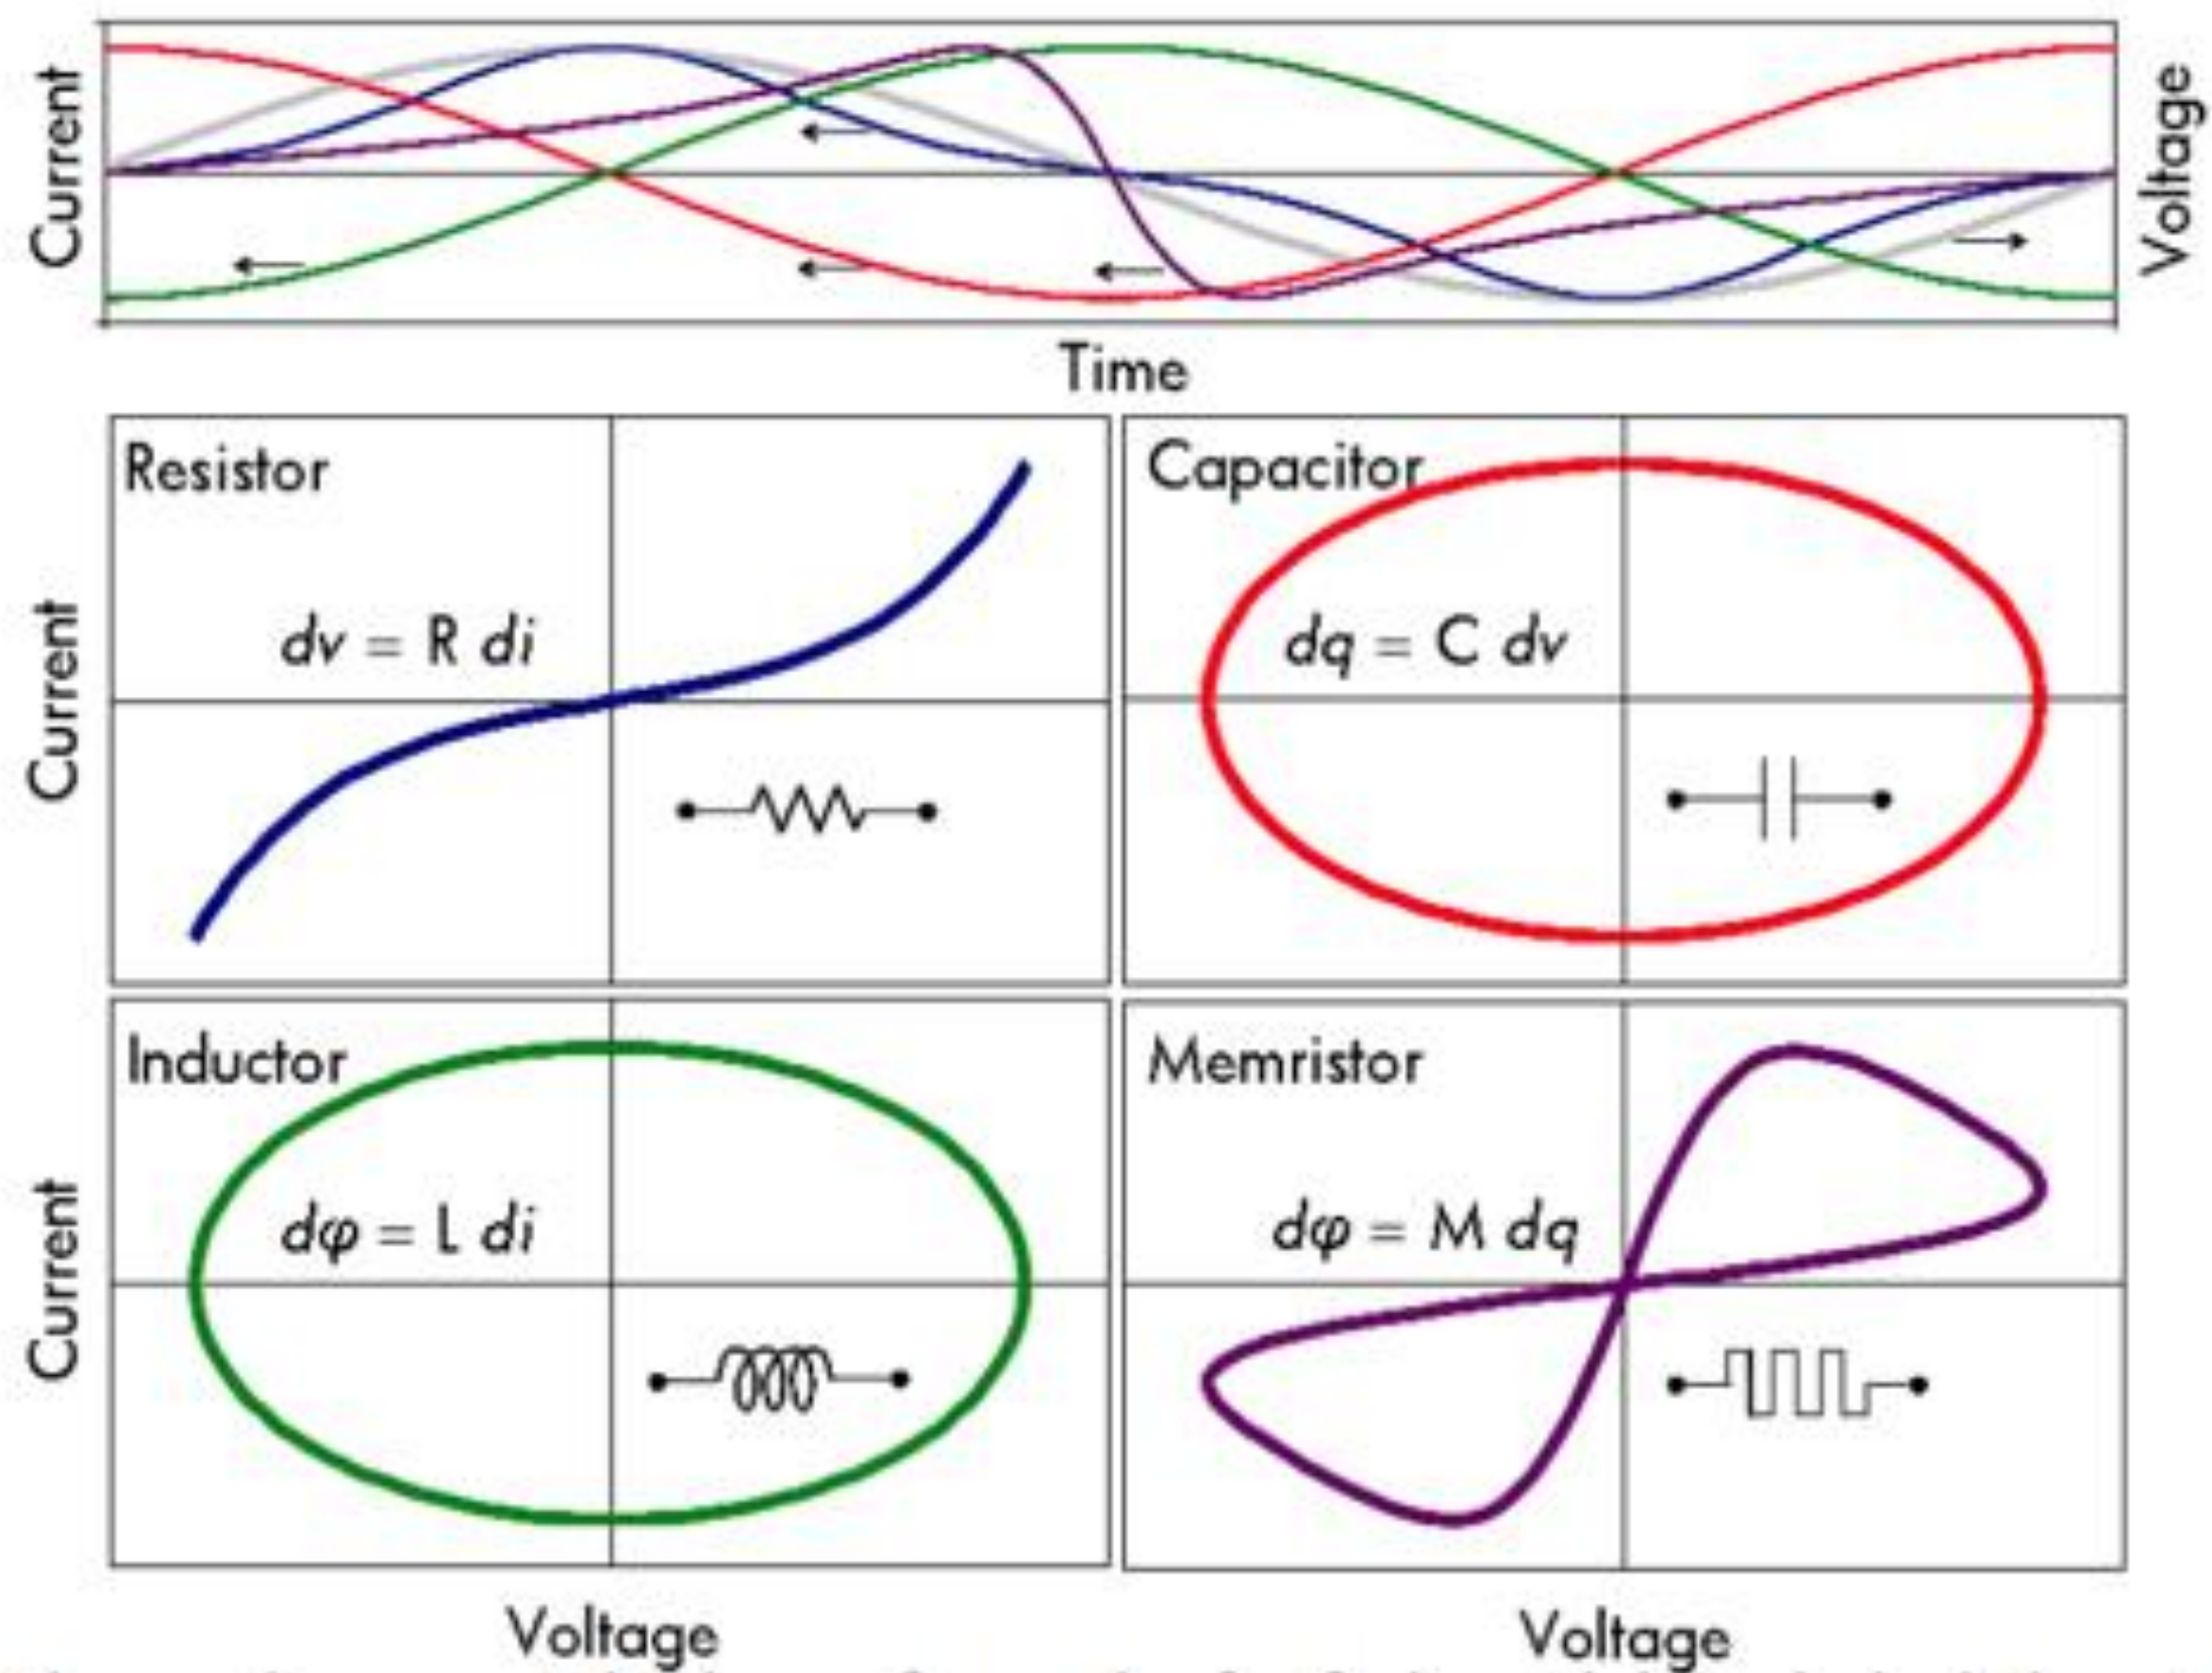 Current
Voltage
Time
Resistor
dv = R di
Capacitor
dq = C dv
Current
Inductor
dφ = L di
Memristor
dφ = M dq
Current
Voltage
Voltage